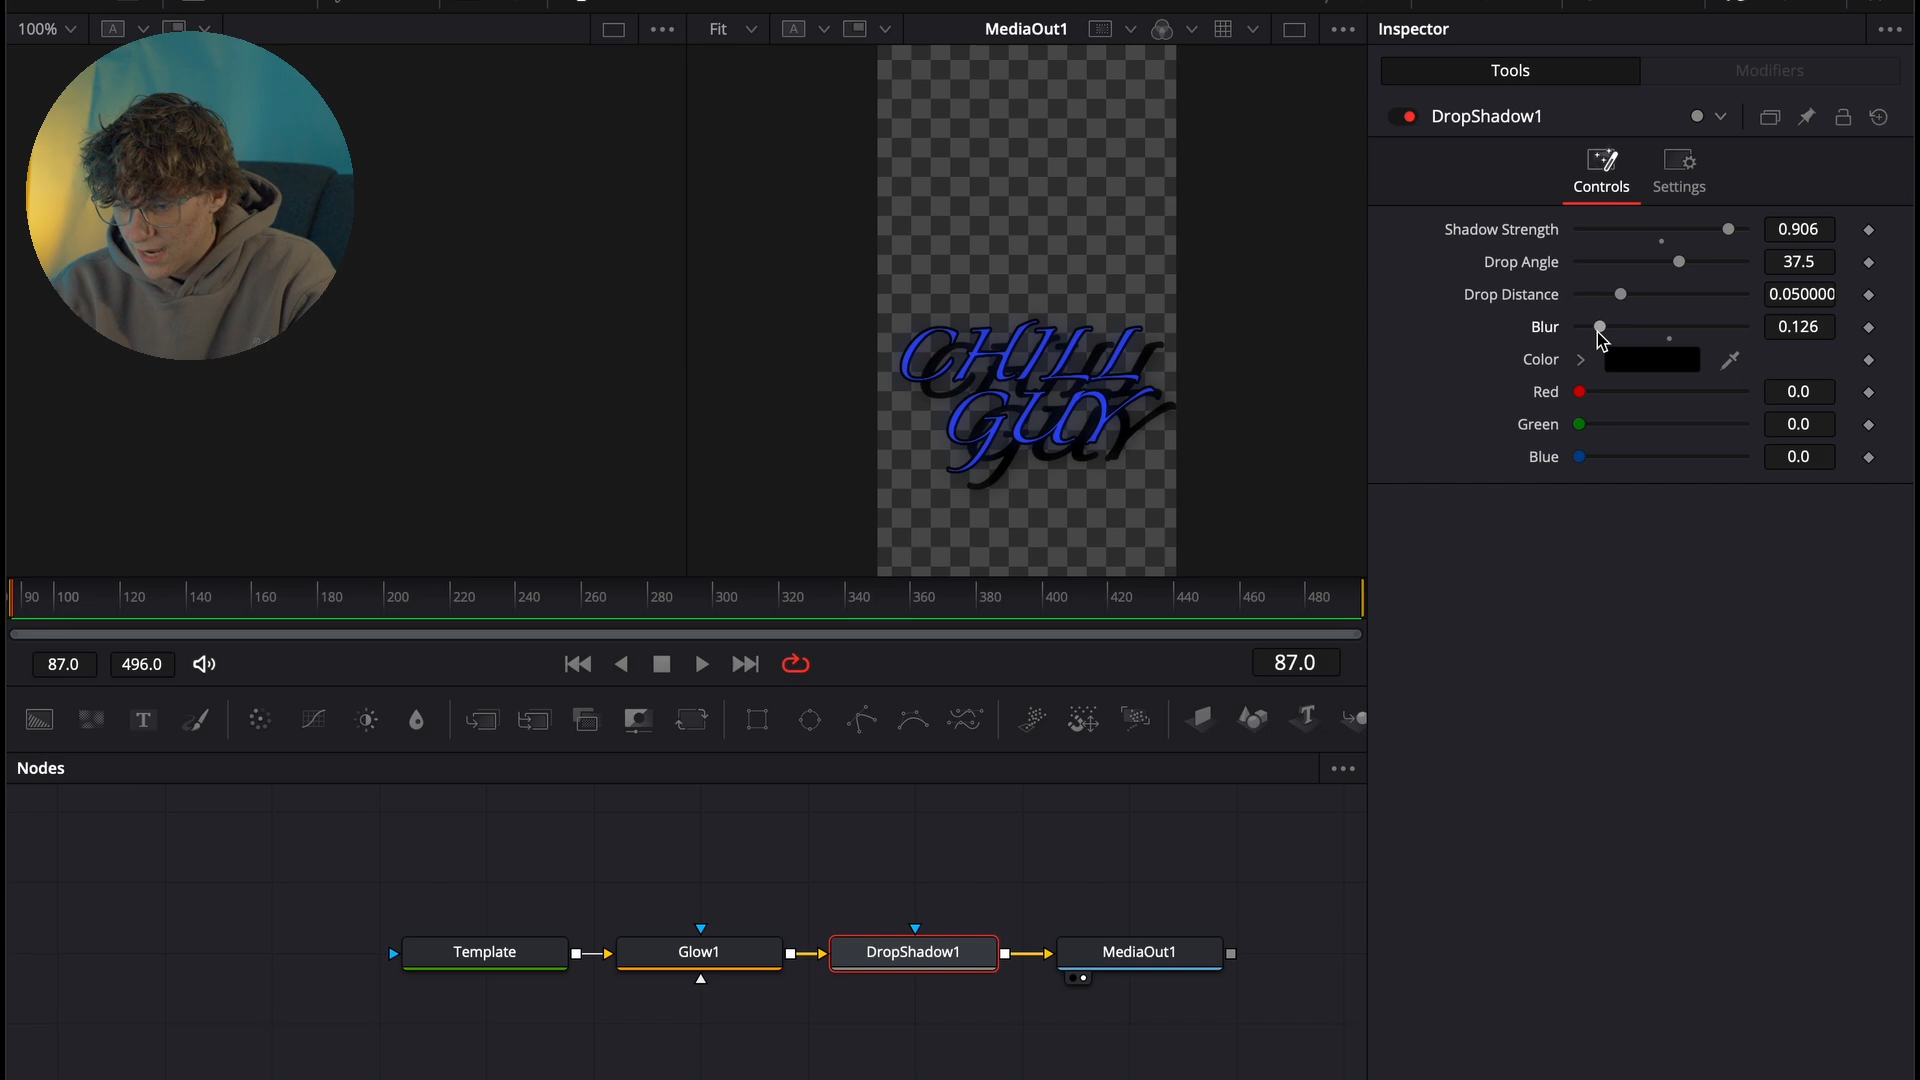 100%
A
Fit
A
MediaOut1
Inspector
Tools
Modifiers
DropShadow1
Controls
Settings
Shadow Strength
0.906
Drop Angle
37.5
Drop Distance
0.050000
Blur
0.126
Color
Red
0.0
Green
0.0
Blue
0.0
CHILL
GUY
90
100
120
140
160
180
200
220
240
260
280
300
320
340
360
380
400
420
440
460
480
87.0
496.0
87.0
T
T
Nodes
Template
Glow1
DropShadow1
MediaOut1